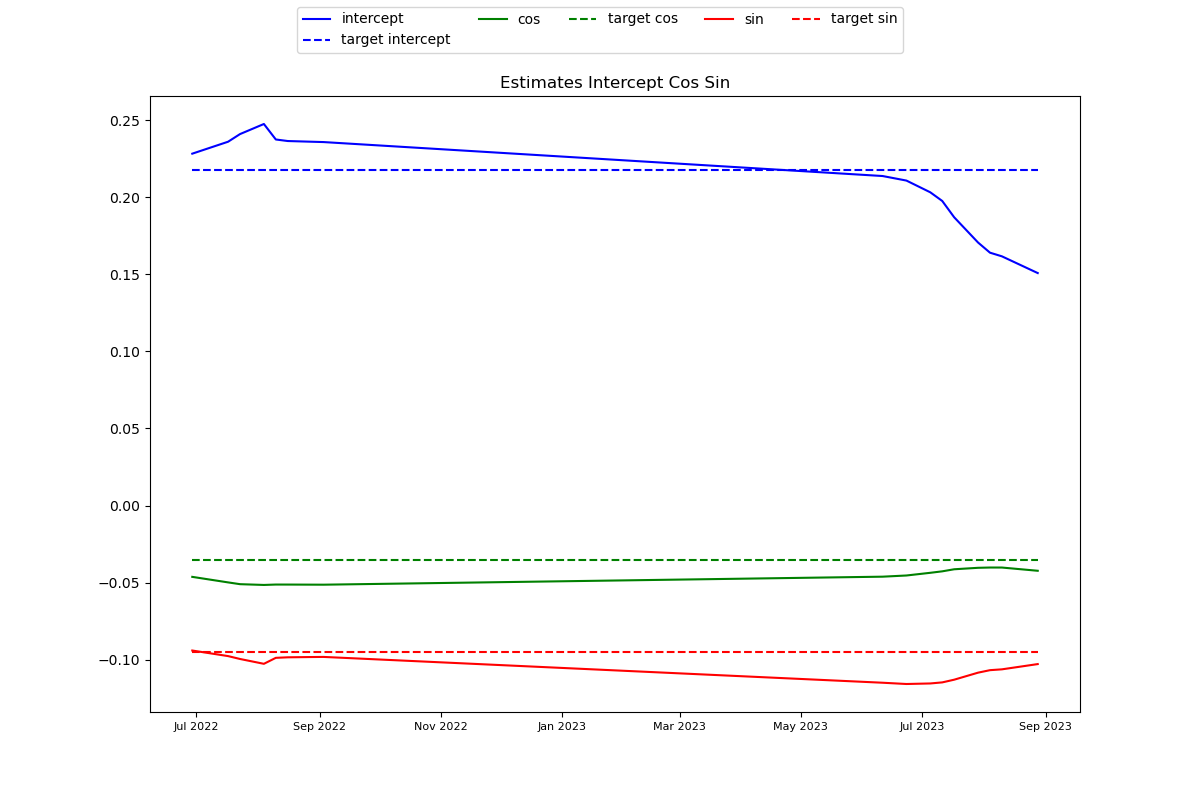 intercept cos target cos sin target sin
target intercept
Estimates Intercept Cos Sin
0.25
0.20
0.15
0.10
0.05
0.00
−0.05
−0.10
Jul 2022 Sep 2022 Nov 2022 Jan 2023 Mar 2023 May 2023 Jul 2023 Sep 2023